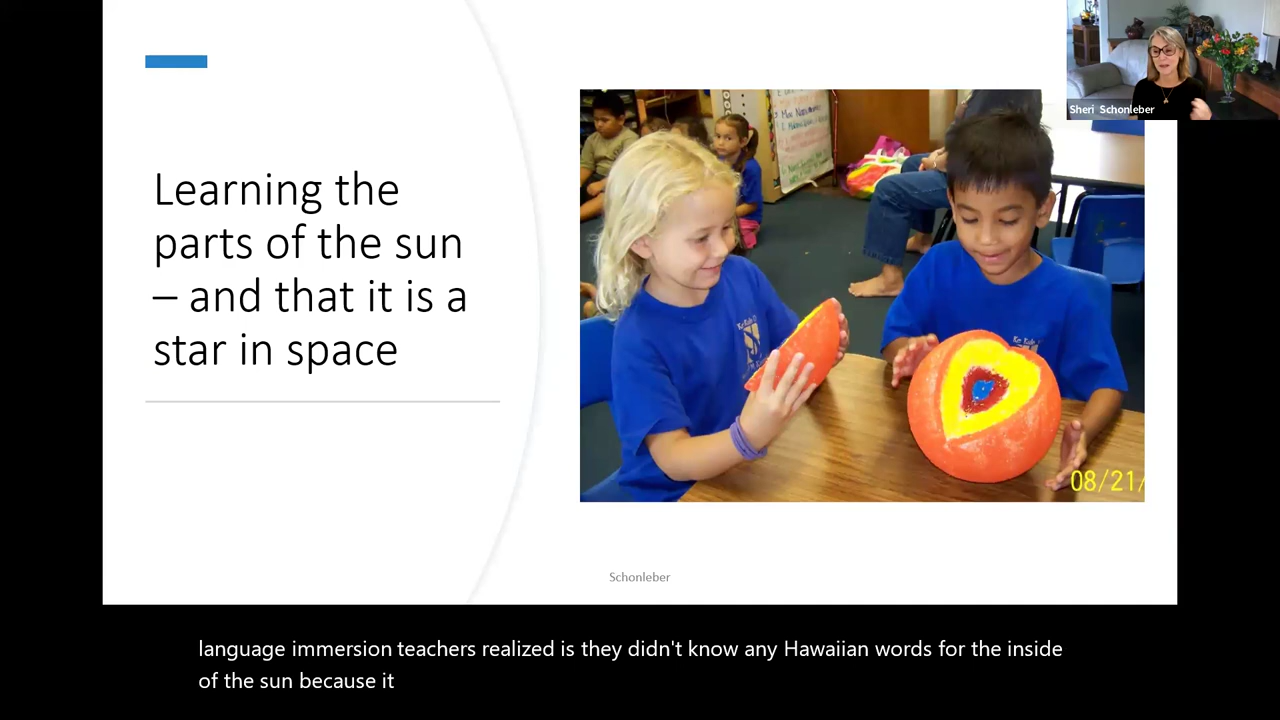 Sheri Schonleber
Learning the
parts of the sun
– and that it is a
star in space
08/21/
Schonleber
language immersion teachers realized is they didn't know any Hawaiian words for the inside
of the sun because it